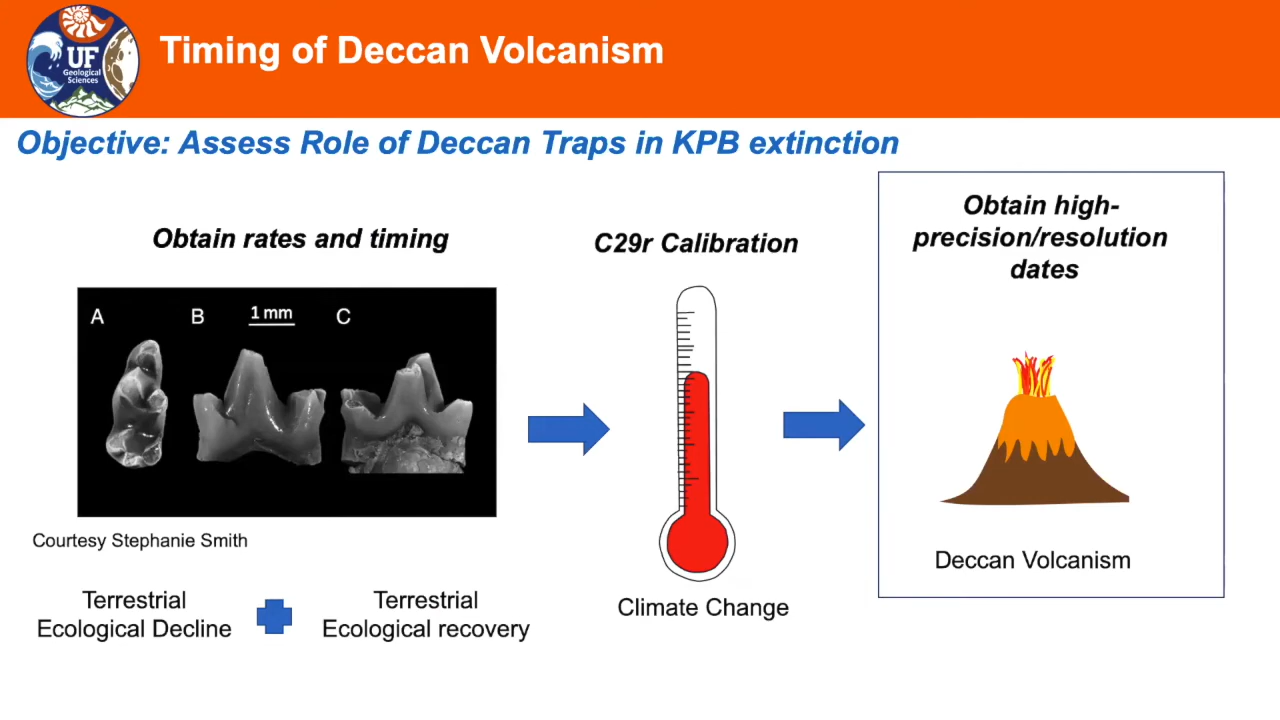 UF
Geological
Sciences
Timing of Deccan Volcanism
Objective: Assess Role of Deccan Traps in KPB extinction
Obtain rates and timing
A
B
1 mm
C
Courtesy Stephanie Smith
Terrestrial
Ecological Decline
Terrestrial
Ecological recovery
C29r Calibration
Climate Change
Obtain high-
precision/resolution
dates
Deccan Volcanism